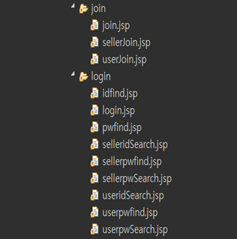 join
join.jsp
sellerJoin.jsp
userJoin.jsp
login
idfind.jsp
login.jsp
pwfind.jsp
selleridSearch.jsp
sellerpwfind.jsp
sellerpwSearch.jsp
useridSearch.jsp
userpwfind.jsp
userpwSearch.jsp